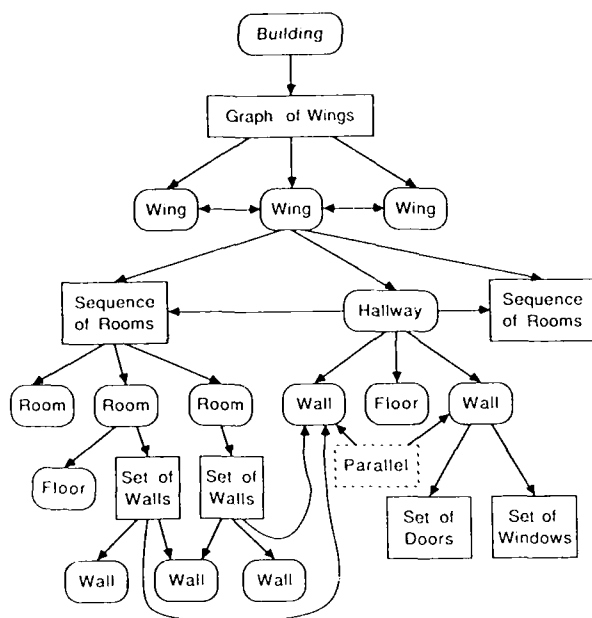 Building
Graph of Wings
Wing
Wing
Wing
Sequence
of Rooms
Hallway
Sequence
of Rooms
Room
Room
Room
Wall
Floor
Wall
Floor
Set of
Walls
Set of
Walls
Parallel
Set of
Doors
Set of
Windows
Wall
Wall
Wall